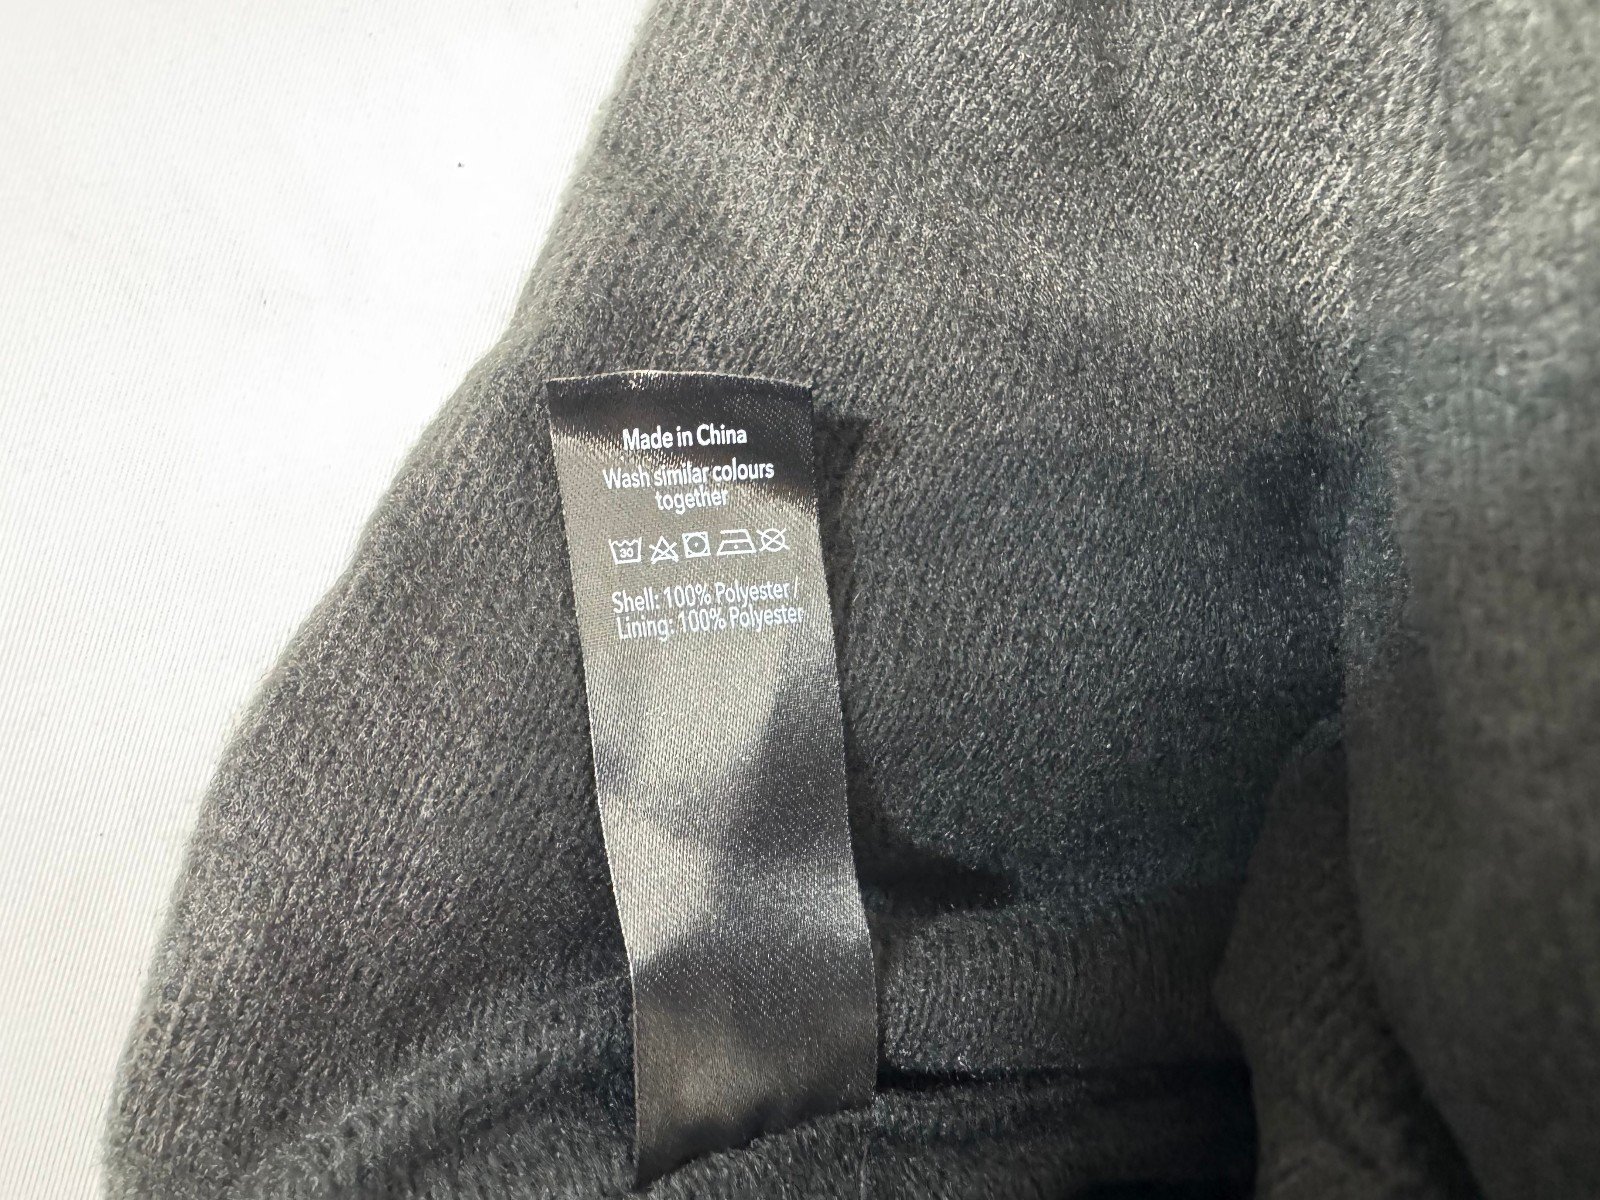 Made in China
Wash similar colours
together
30
Shell: 100% Polyester /
Lining: 100% Polyester